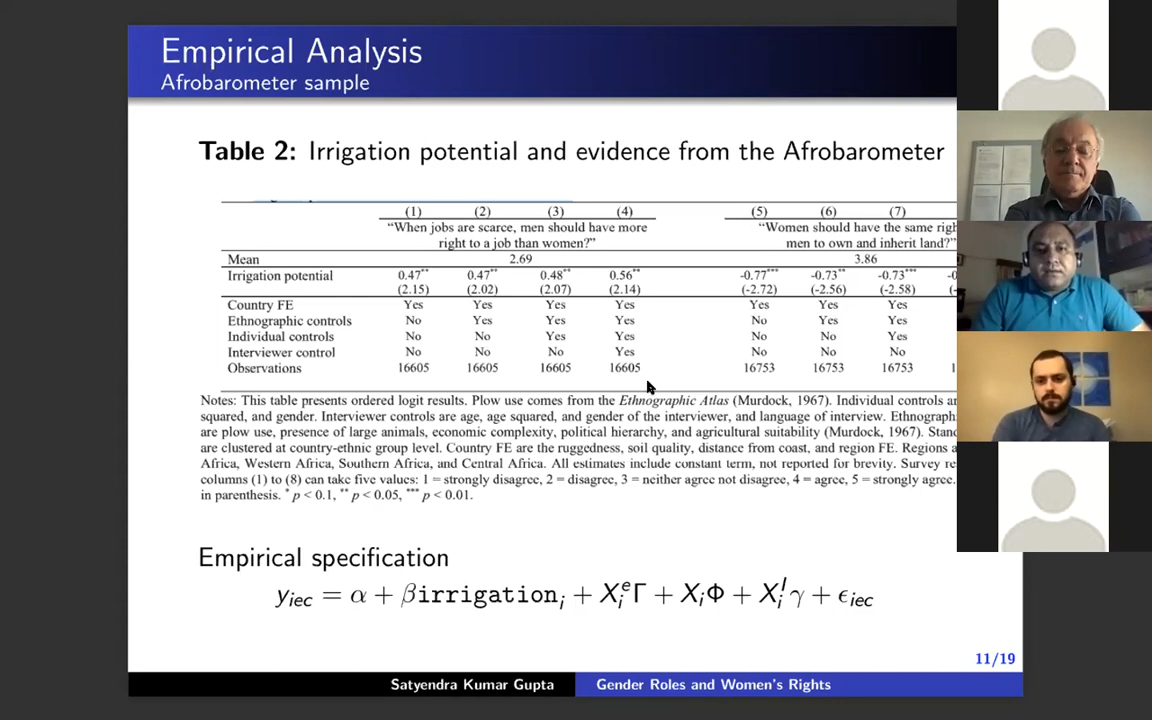 Empirical Analysis
Afrobarometer sample
Table 2: Irrigation potential and evidence from the Afrobarometer
(1) (2) (3) (4) (5) (6) (7)
"When jobs are scarce, men should have more "Women should have the same
right to a job than women?" men to own and inherit land?"
Mean 2.69 3.86
Irrigation potential 0.47** 0.47** 0.48** 0.56** -0.77*** -0.73** -0.73***
(2.15) (2.02) (2.07) (2.14) (-2.72) (-2.56) (-2.58)
Country FE Yes Yes Yes Yes Yes Yes Yes
Ethnographic controls No Yes Yes Yes No Yes Yes
Individual controls No No Yes Yes No No Yes
Interviewer control No No No Yes No No No
Observations 16605 16605 16605 16605 16753 16753 16753
Notes: This table presents ordered logit results. Plow use comes from the Ethnographic Atlas (Murdock, 1967). Individual controls
squared, and gender. Interviewer controls are age, age squared, and gender of the interviewer, and language of interview.
are plow use, presence of large animals, economic complexity, political hierarchy, and agricultural suitability (Murdock, 1967).
are clustered at country-ethnic group level. Country FE are the ruggedness, soil quality, distance from coast, and region FE. Regions
Africa, Western Africa, Southern Africa, and Central Africa. All estimates include constant term, not reported for brevity. Survey
columns (1) to (8) can take five values: 1 = strongly disagree, 2 = disagree, 3 = neither agree not disagree, 4 = agree, 5 = strongly agree.
in parenthesis. * p < 0.1, ** p < 0.05, *** p < 0.01.
Empirical specification
y_iec = α + βirrigation_i + X_i^e Γ + X_i Φ + X_i^I γ + ϵ_iec
11/19
Satyendra Kumar Gupta Gender Roles and Women's Rights